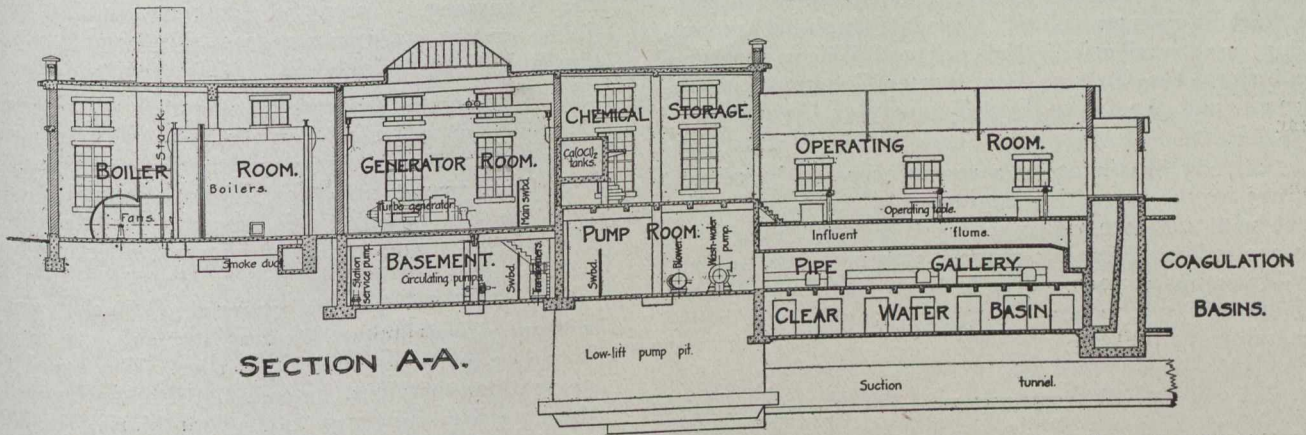 BOILER ROOM.
Stack.
Boilers.
Fans.
Smoke duct
GENERATOR ROOM.
Turbo generator
Main swbd.
BASEMENT.
Circulating pumps
Station
service pump.
Swbd.
Transformers.
CHEMICAL STORAGE.
Ca(OCl)₂
tanks.
PUMP ROOM.
Swbd.
Blower
Wash-water
pump.
Low-lift pump pit.
OPERATING ROOM.
Operating table.
Influent flume.
PIPE GALLERY.
CLEAR WATER BASIN.
Suction tunnel.
COAGULATION
BASINS.
SECTION A-A.